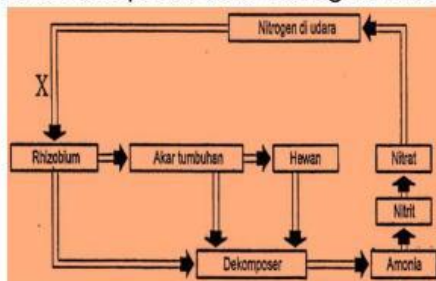 Nitrogen di udara
X
Rhizobium
Akar tumbuhan
Hewan
Nitrat
Nitrit
Dekomposer
Amonia